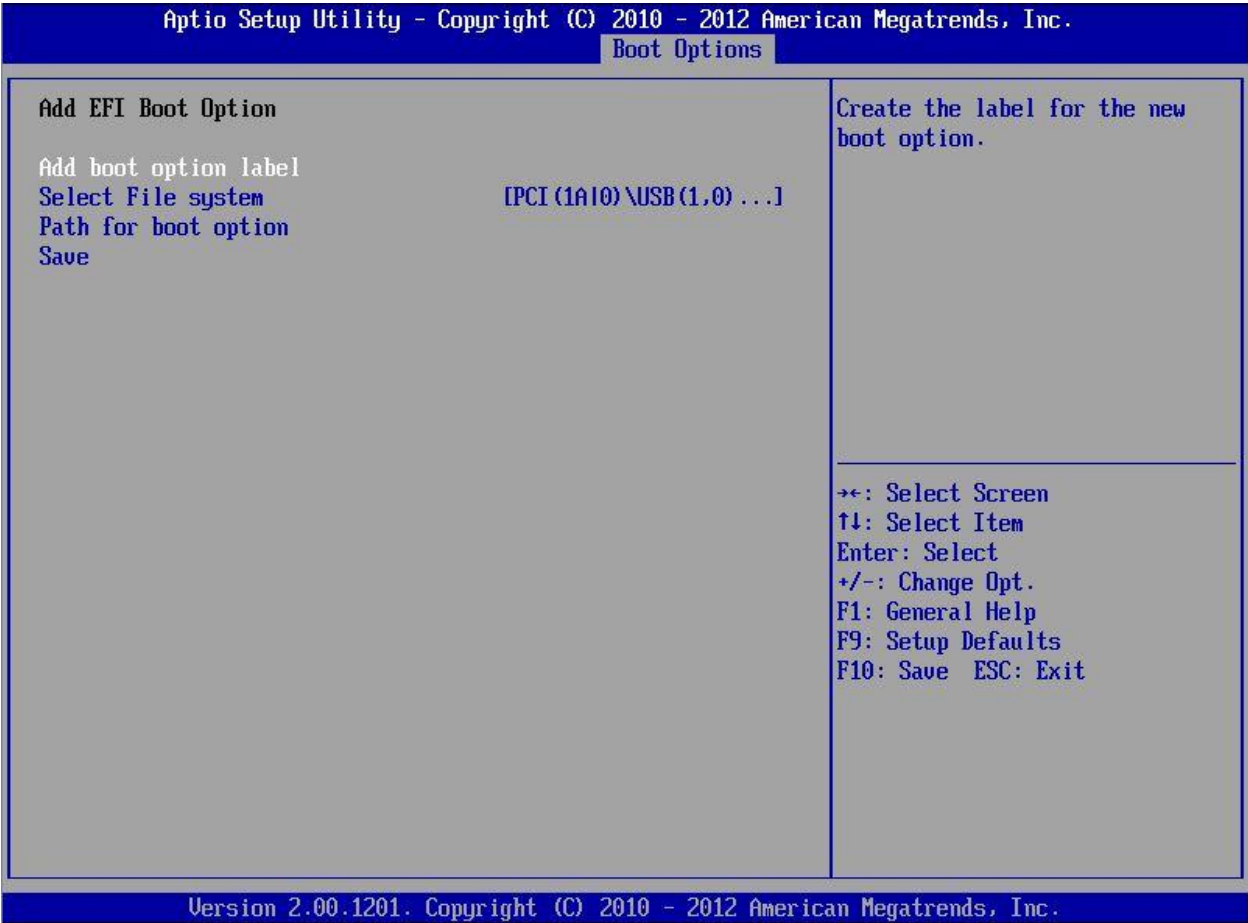 Aptio Setup Utility - Copyright (C) 2010 - 2012 American Megatrends, Inc.
Boot Options
Add EFI Boot Option
Add boot option label
Select File system [PCI(1A|0)\USB(1,0)...]
Path for boot option
Save
Create the label for the new
boot option.
→←: Select Screen
↑↓: Select Item
Enter: Select
+/-: Change Opt.
F1: General Help
F9: Setup Defaults
F10: Save ESC: Exit
Version 2.00.1201. Copyright (C) 2010 - 2012 American Megatrends, Inc.